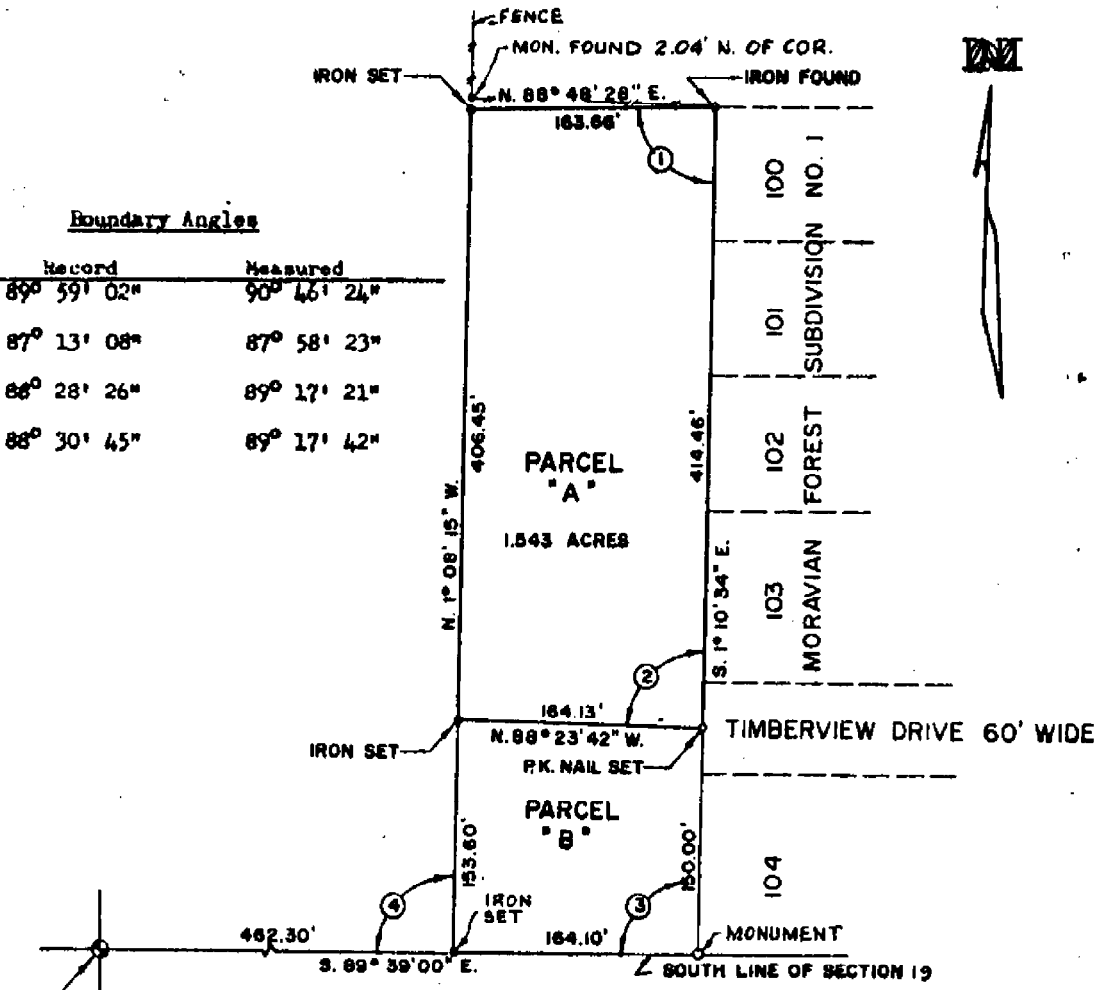 FENCE
MON. FOUND 2.04' N. OF COR.
IRON SET
IRON FOUND
N. 88° 48' 28" E.
163.66'
1
N
Boundary Angles
Record Measured
89° 59' 02" 90° 46' 24"
87° 13' 08" 87° 58' 23"
88° 28' 26" 89° 17' 21"
88° 30' 45" 89° 17' 42"
100
101
102
103
MORAVIAN FOREST SUBDIVISION NO. 1
406.45'
N. 1° 08' 15" W.
PARCEL
"A"
1.543 ACRES
414.46'
S. 1° 10' 34" E.
2
164.13'
N. 88° 23' 42" W.
IRON SET
P.K. NAIL SET
TIMBERVIEW DRIVE 60' WIDE
PARCEL
"B"
153.60'
150.00'
104
4
IRON
SET
3
462.30'
164.10'
MONUMENT
S. 89° 39' 00" E.
SOUTH LINE OF SECTION 19